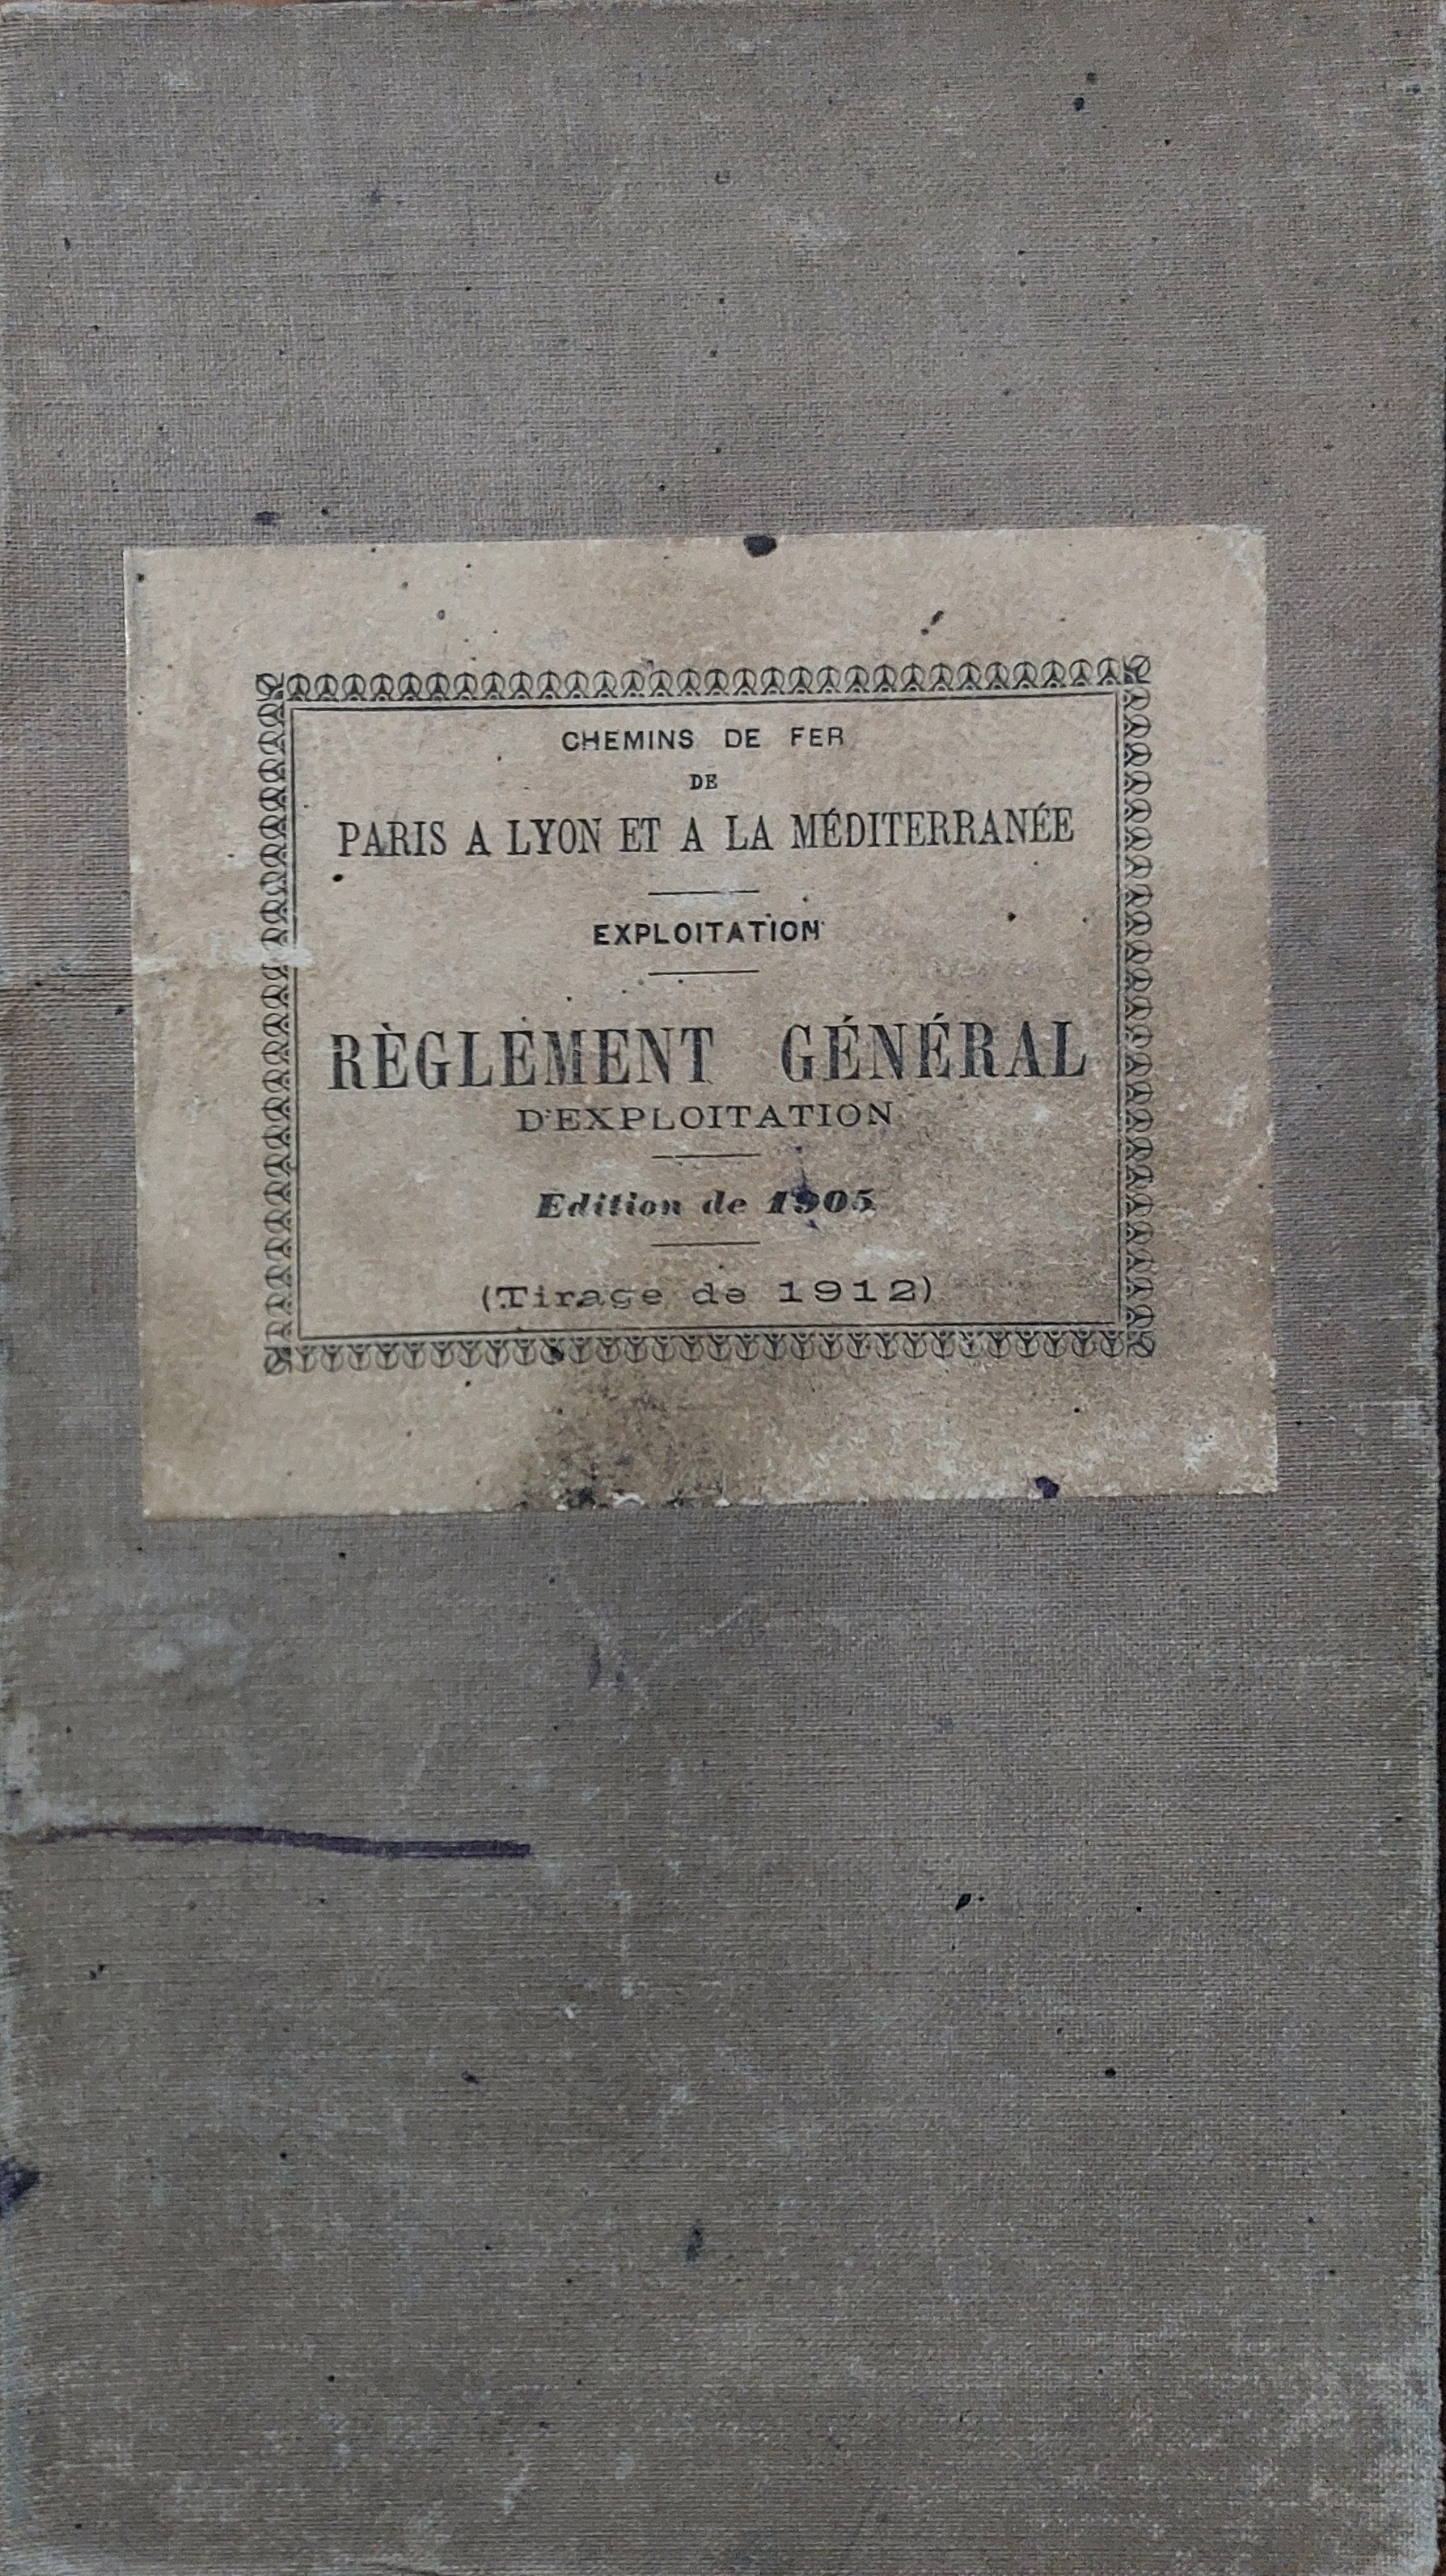 CHEMINS DE FER
DE
PARIS A LYON ET A LA MÉDITERRANÉE
EXPLOITATION
RÈGLEMENT GÉNÉRAL
D'EXPLOITATION
Edition de 1905
(Tirage de 1912)